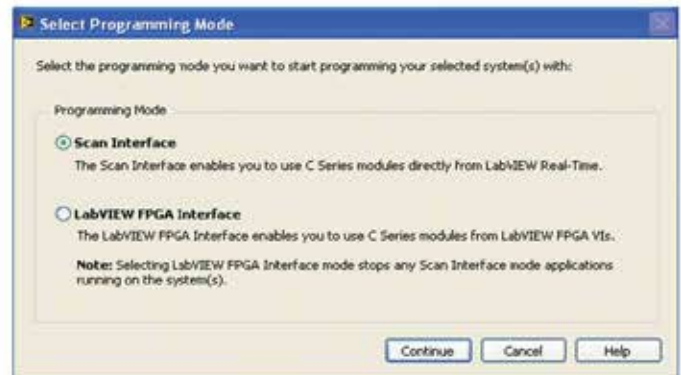 Select Programming Mode
Select the programming mode you want to start programming your selected system(s) with:
Programming Mode
Scan Interface
The Scan Interface enables you to use C Series modules directly from LabVIEW Real-Time.
LabVIEW FPGA Interface
The LabVIEW FPGA Interface enables you to use C Series modules from LabVIEW FPGA VIs.
Note: Selecting LabVIEW FPGA Interface mode stops any Scan Interface mode applications
running on the system(s).
Continue Cancel Help